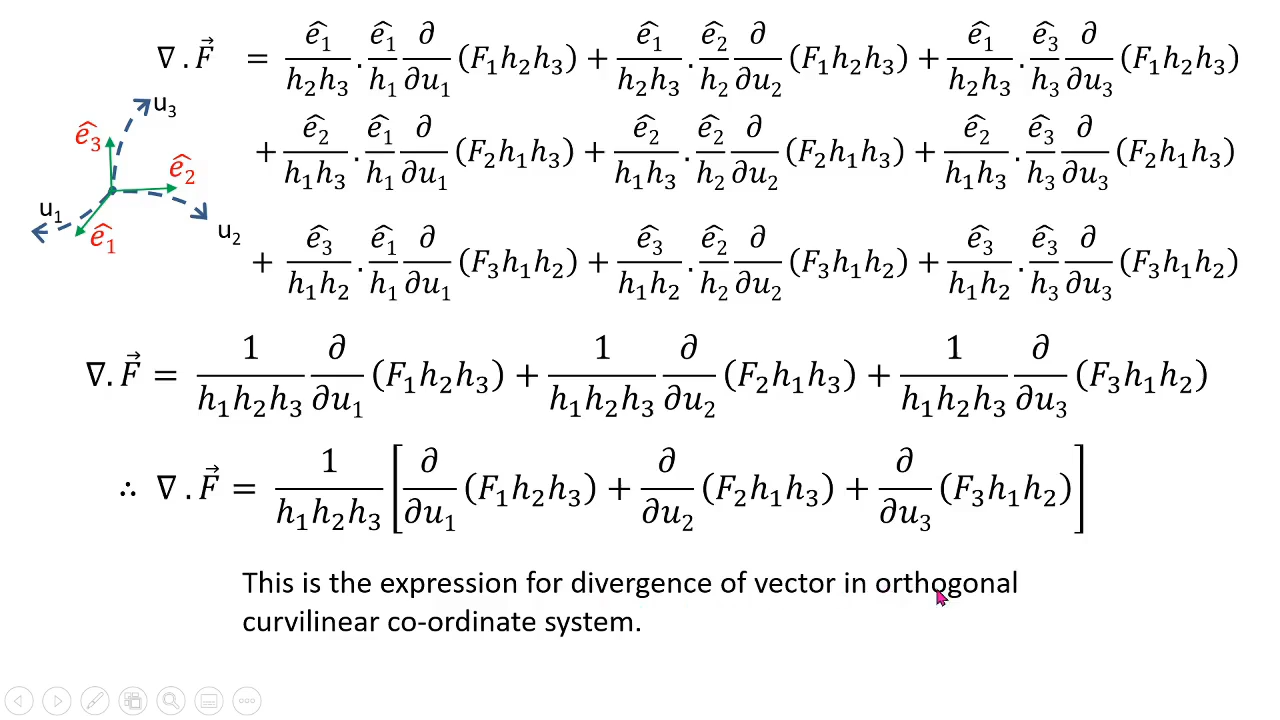 ∇ . F⃗ = ê₁/(h₂h₃) . ê₁/h₁ ∂/∂u₁ (F₁h₂h₃) + ê₁/(h₂h₃) . ê₂/h₂ ∂/∂u₂ (F₁h₂h₃) + ê₁/(h₂h₃) . ê₃/h₃ ∂/∂u₃ (F₁h₂h₃)
+ ê₂/(h₁h₃) . ê₁/h₁ ∂/∂u₁ (F₂h₁h₃) + ê₂/(h₁h₃) . ê₂/h₂ ∂/∂u₂ (F₂h₁h₃) + ê₂/(h₁h₃) . ê₃/h₃ ∂/∂u₃ (F₂h₁h₃)
+ ê₃/(h₁h₂) . ê₁/h₁ ∂/∂u₁ (F₃h₁h₂) + ê₃/(h₁h₂) . ê₂/h₂ ∂/∂u₂ (F₃h₁h₂) + ê₃/(h₁h₂) . ê₃/h₃ ∂/∂u₃ (F₃h₁h₂)
u₃
ê₃
ê₂
u₁
ê₁
u₂
∇. F⃗ = 1/(h₁h₂h₃) ∂/∂u₁ (F₁h₂h₃) + 1/(h₁h₂h₃) ∂/∂u₂ (F₂h₁h₃) + 1/(h₁h₂h₃) ∂/∂u₃ (F₃h₁h₂)
∴ ∇ . F⃗ = 1/(h₁h₂h₃) [∂/∂u₁ (F₁h₂h₃) + ∂/∂u₂ (F₂h₁h₃) + ∂/∂u₃ (F₃h₁h₂)]
This is the expression for divergence of vector in orthogonal
curvilinear co-ordinate system.